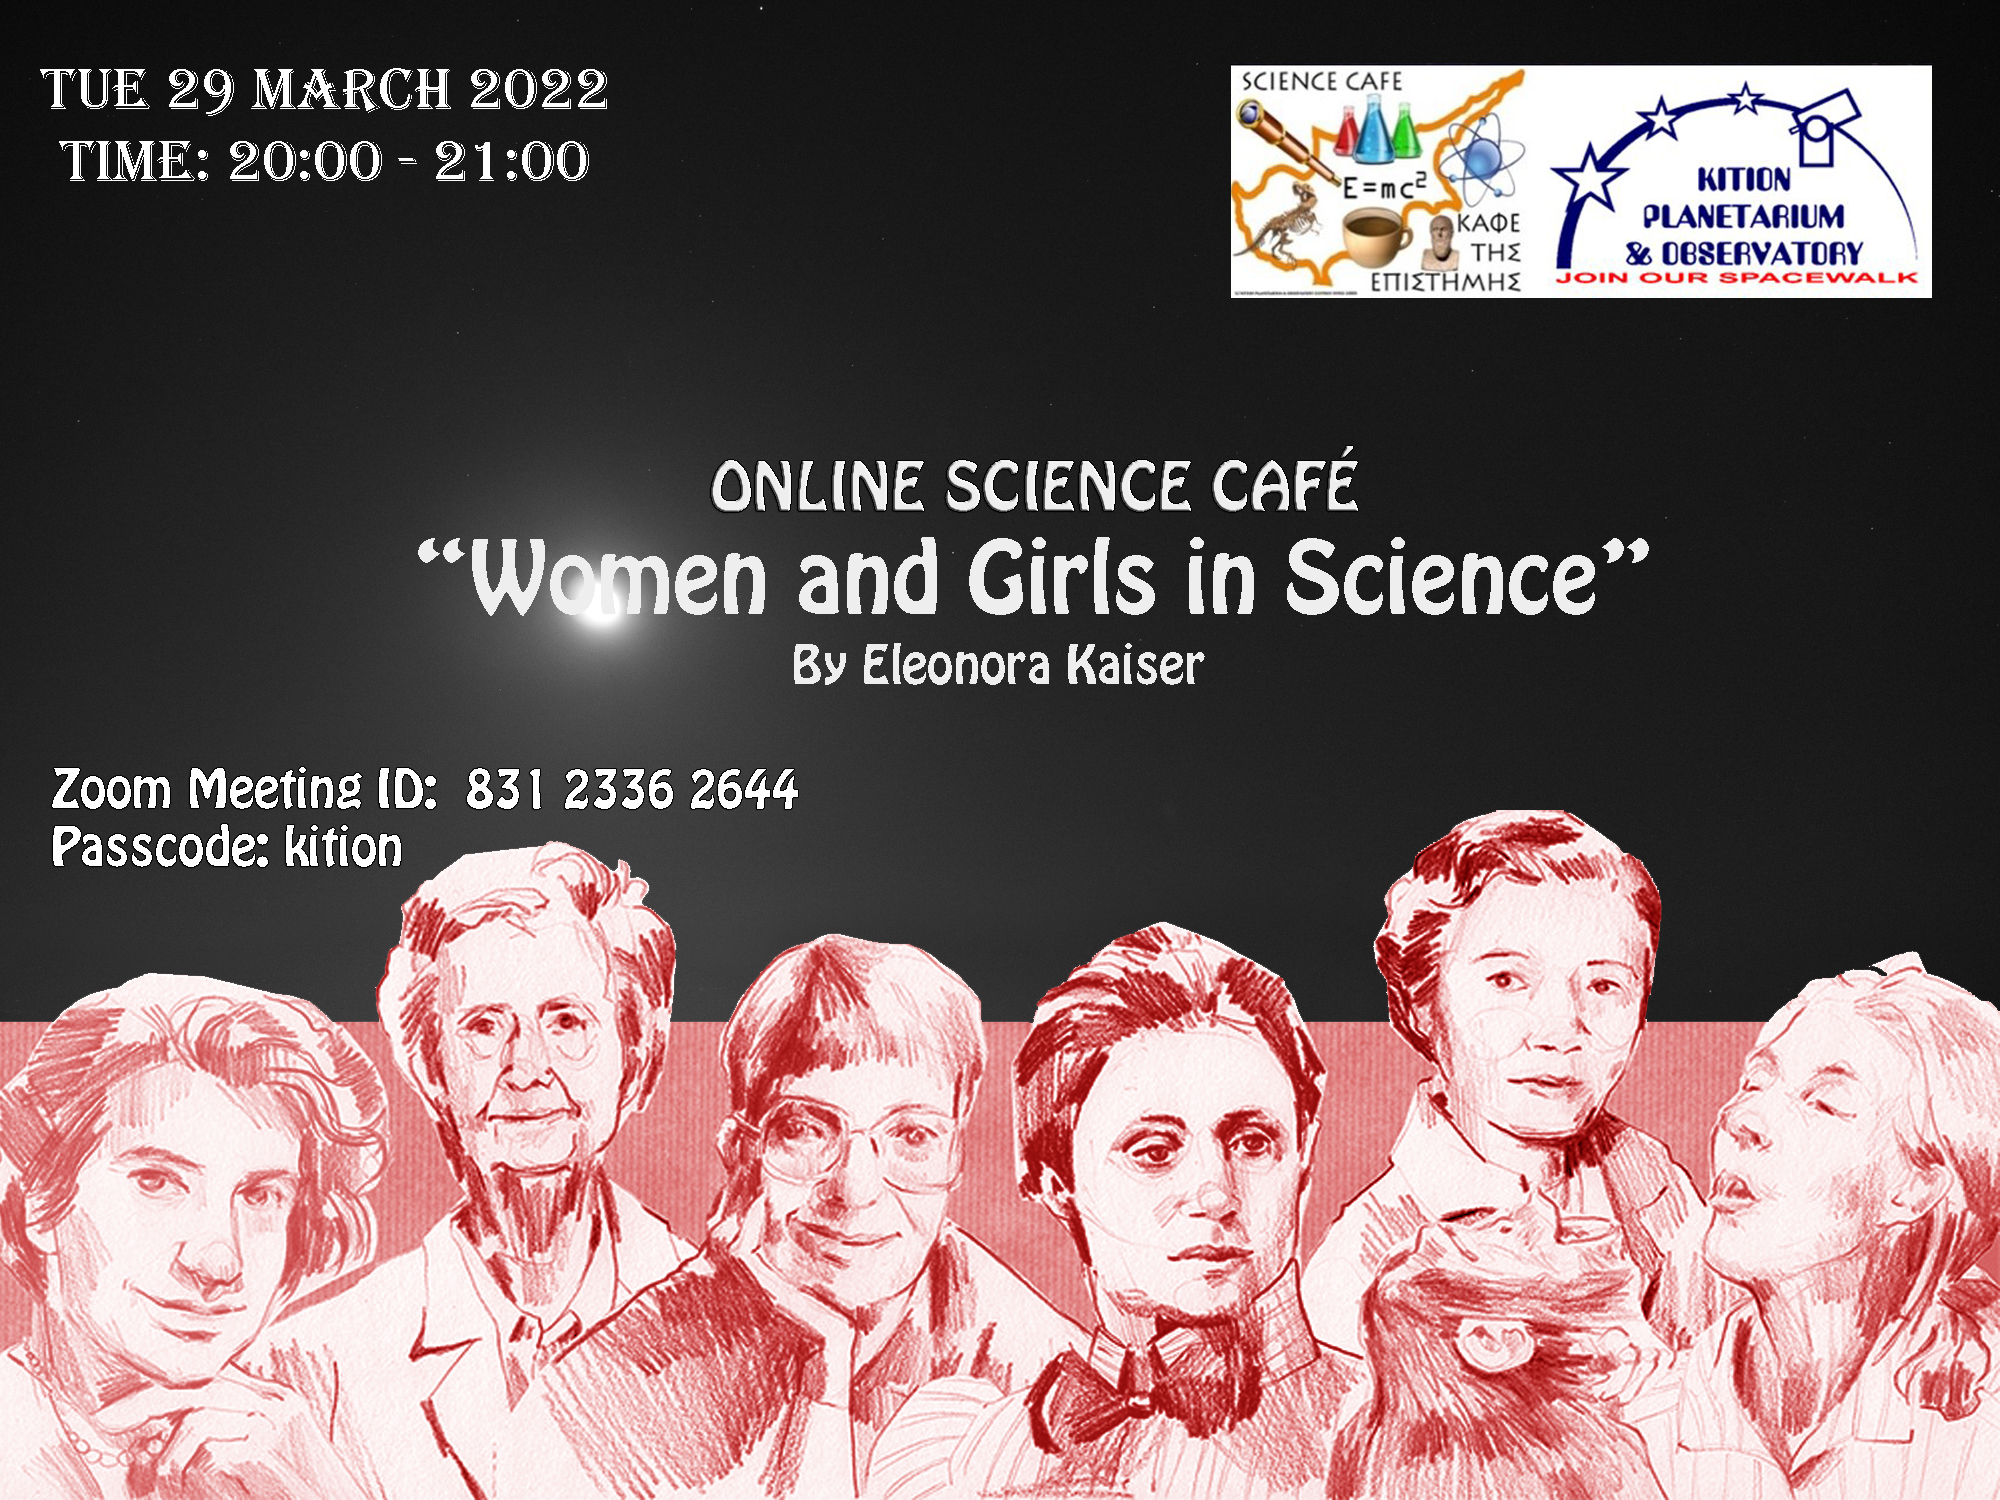 TUE 29 MARCH 2022
TIME: 20:00 - 21:00
SCIENCE CAFE
E=mc²
ΚΑΦΕ
ΤΗΣ
ΕΠΙΣΤΗΜΗΣ
KITION
PLANETARIUM
& OBSERVATORY
JOIN OUR SPACEWALK
ONLINE SCIENCE CAFÉ
“Women and Girls in Science”
By Eleonora Kaiser
Zoom Meeting ID: 831 2336 2644
Passcode: kition